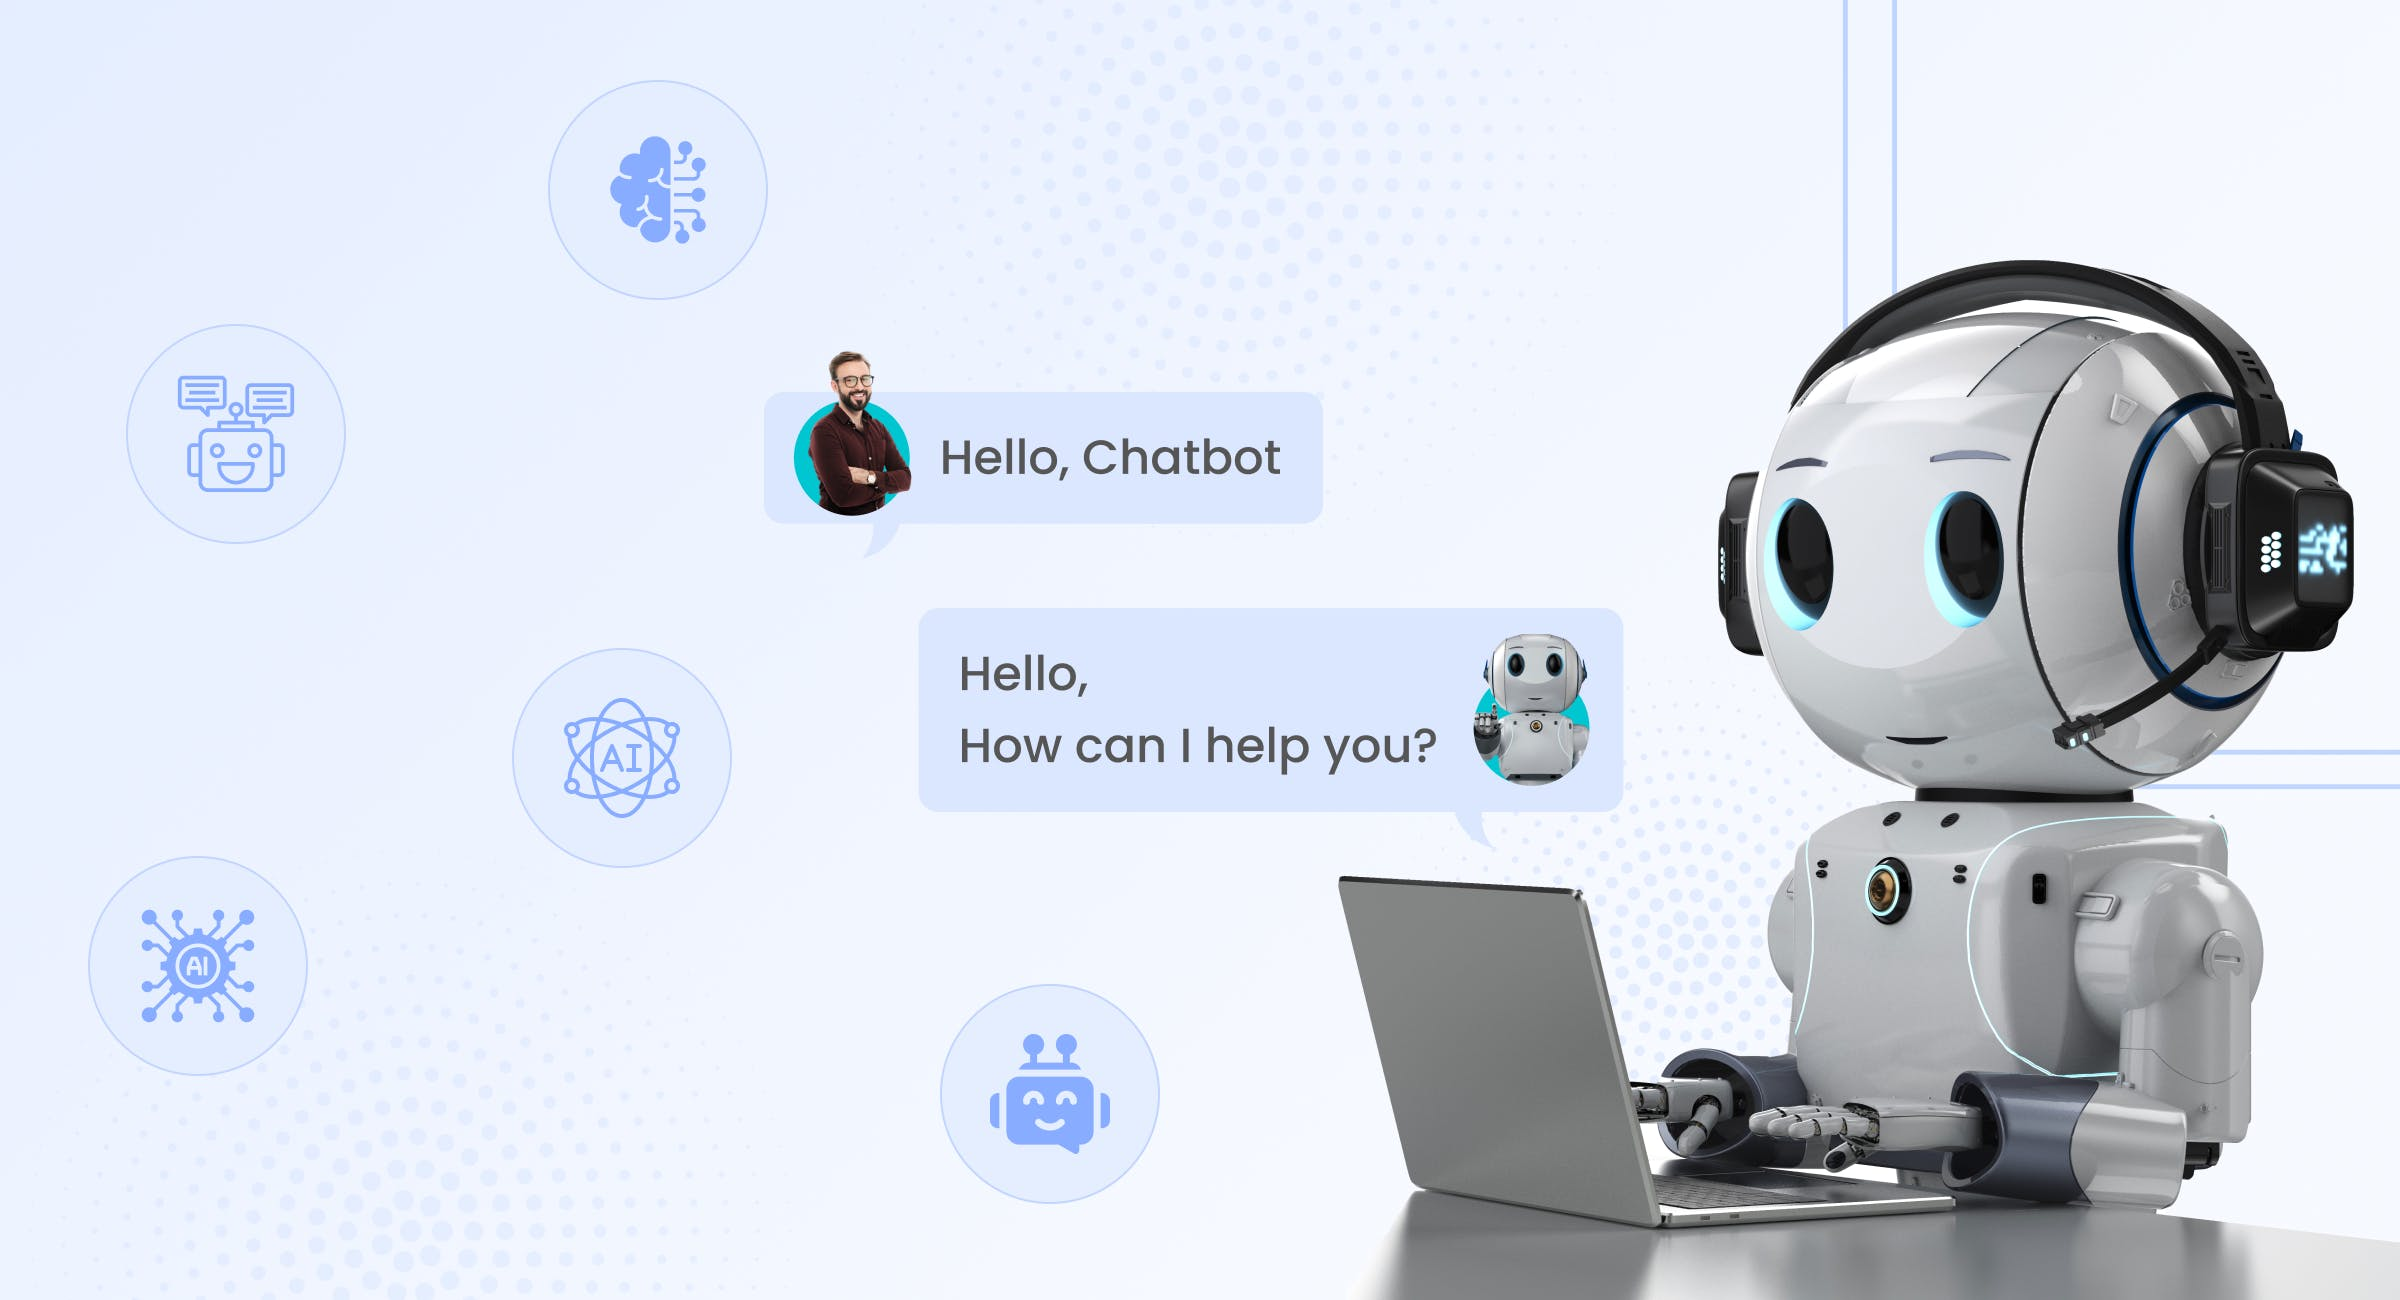 Hello, Chatbot
Hello,
How can I help you?
AI
AI